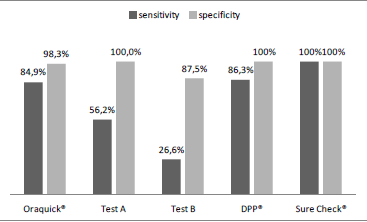 sensitivity specificity
84,9% 98,3%
56,2% 100,0%
26,6% 87,5%
86,3% 100%
100% 100%
Oraquick® Test A Test B DPP® Sure Check®